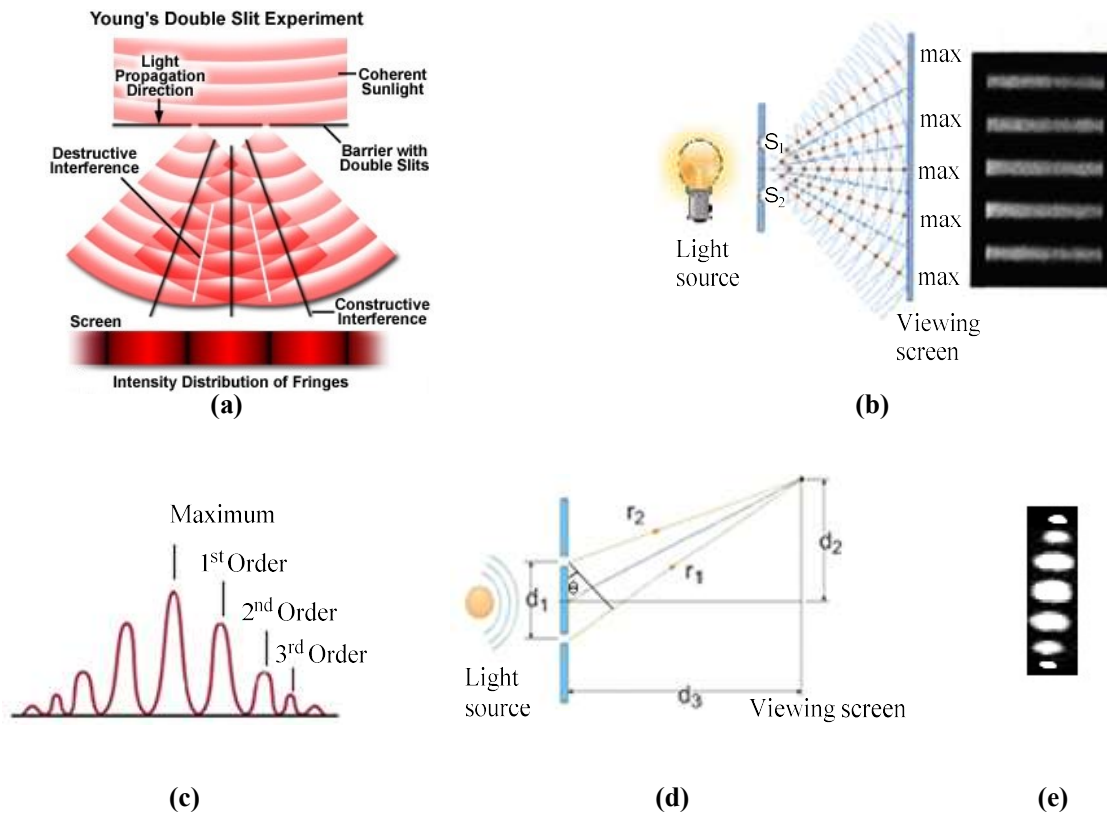 Young's Double Slit Experiment
Light
Propagation
Direction
Coherent
Sunlight
Destructive
Interference
Barrier with
Double Slits
Constructive
Interference
Screen
Intensity Distribution of Fringes
(a)
S1
S2
Light
source
max
max
max
max
max
Viewing
screen
(b)
Maximum
1st Order
2nd Order
3rd Order
(c)
r2
r1
d2
d1
θ
d3
Light
source
Viewing screen
(d)
(e)